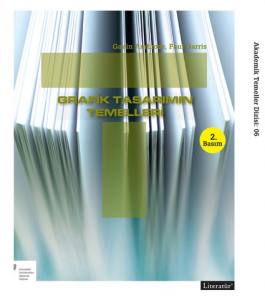 Gavin Ambrose, Paul Harris
GRAFİK TASARIMIN
TEMELLERİ
2.
Basım
Akademik Temeller Dizisi: 06
Literatür